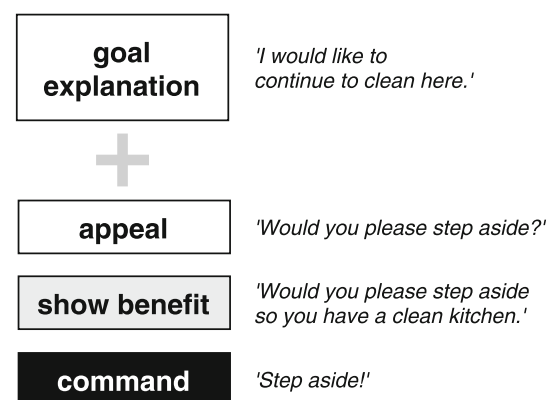 goal
explanation
'I would like to
continue to clean here.'
appeal
'Would you please step aside?'
show benefit
'Would you please step aside
so you have a clean kitchen.'
command
'Step aside!'